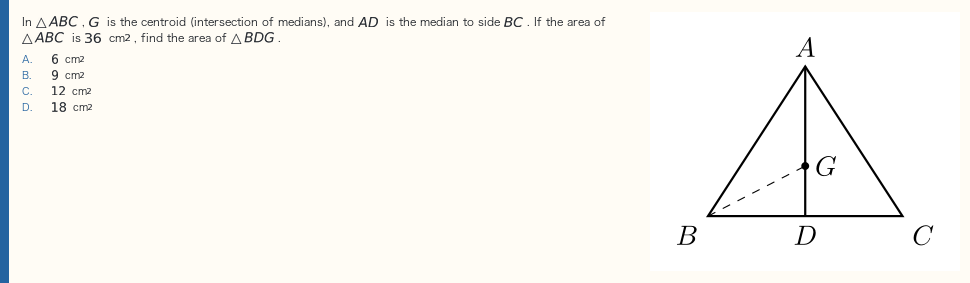 In △ABC, G is the centroid (intersection of medians), and AD is the median to side BC. If the area of
△ABC is 36 cm², find the area of △BDG.
A. 6 cm²
B. 9 cm²
C. 12 cm²
D. 18 cm²
A
G
B D C